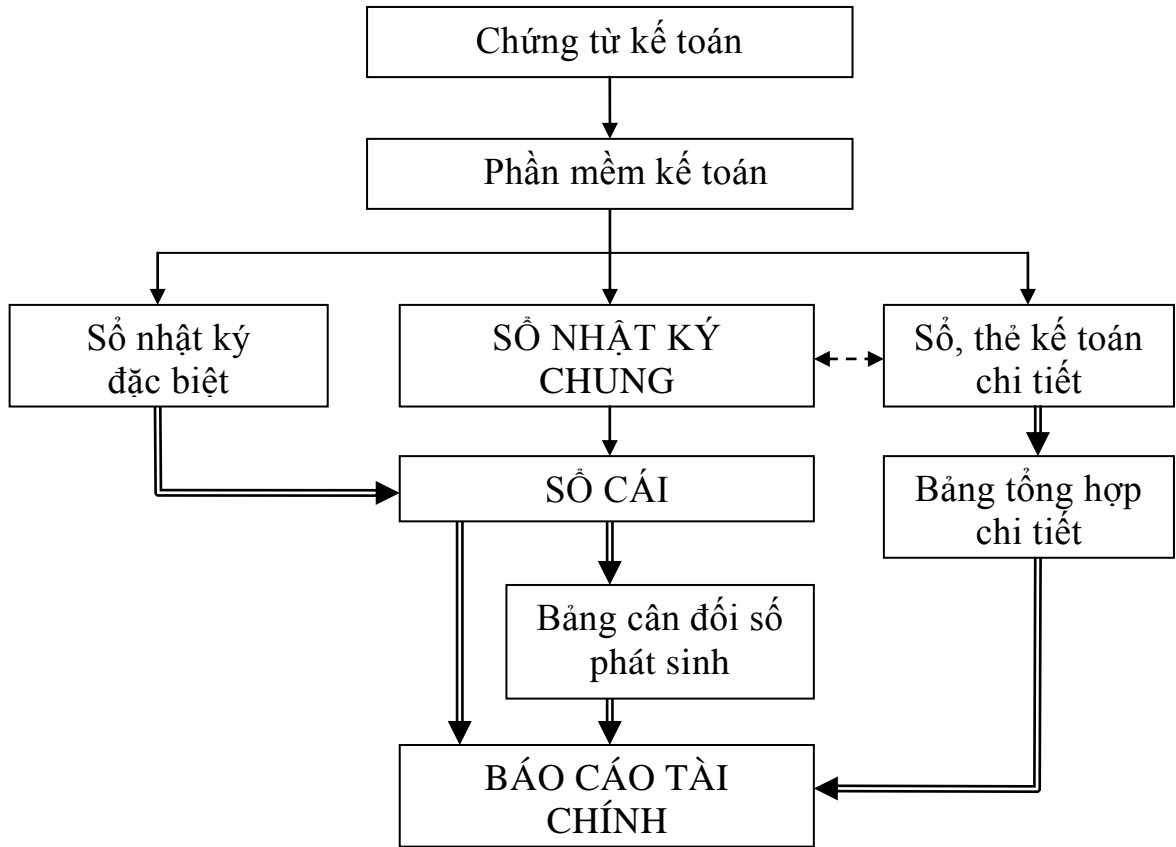 Chứng từ kế toán
Phần mềm kế toán
Sổ nhật ký
đặc biệt
SỔ NHẬT KÝ
CHUNG
Sổ, thẻ kế toán
chi tiết
SỔ CÁI
Bảng tổng hợp
chi tiết
Bảng cân đối số
phát sinh
BÁO CÁO TÀI
CHÍNH